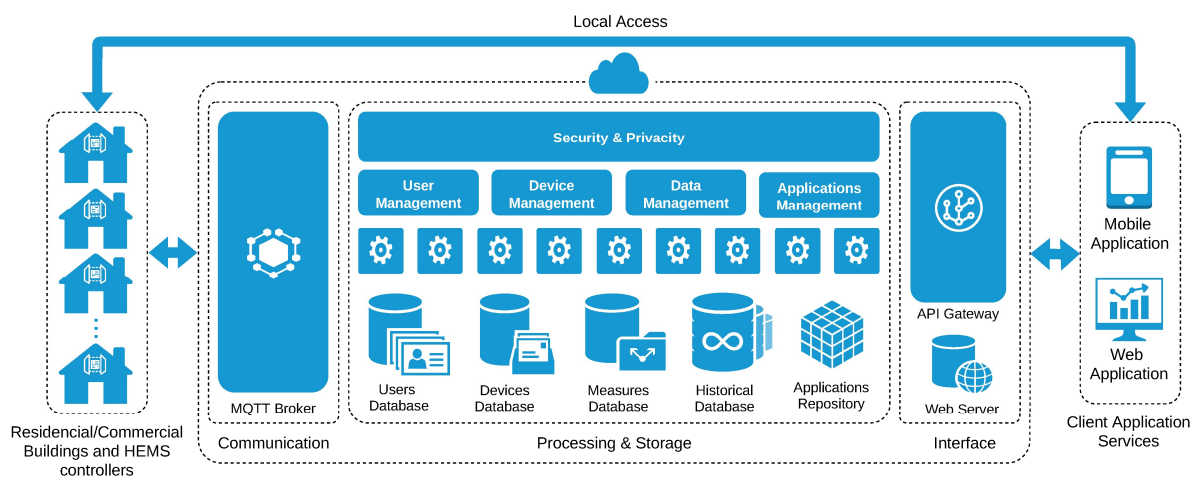 Local Access
Security & Privacity
User
Management
Device
Management
Data
Management
Applications
Management
API Gateway
Mobile
Application
Web
Application
Users
Database
Devices
Database
Measures
Database
Historical
Database
Applications
Repository
MQTT Broker
Web Server
Communication
Processing & Storage
Interface
Residencial/Commercial
Buildings and HEMS
controllers
Client Application
Services